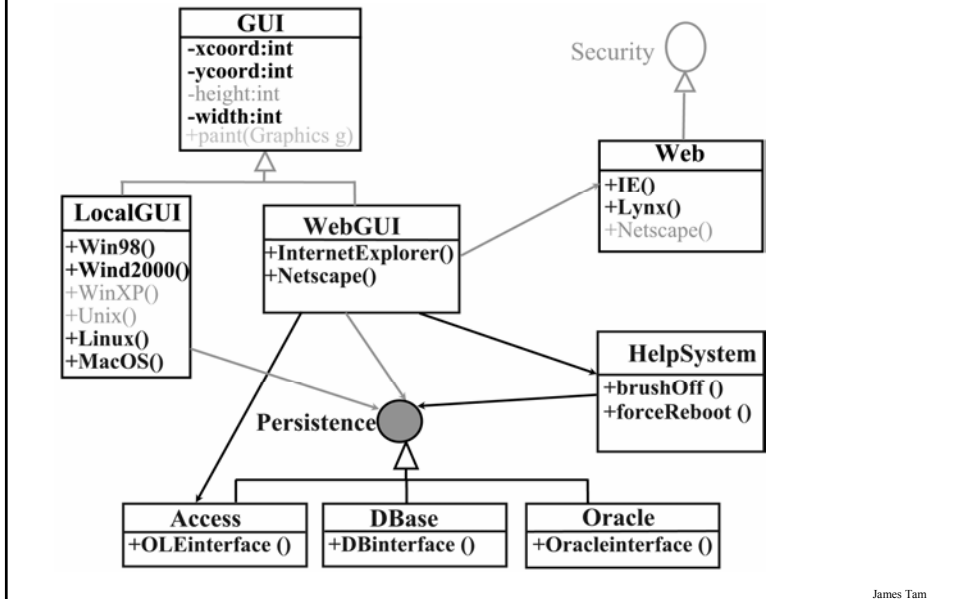 GUI
-xcoord:int
-ycoord:int
-height:int
-width:int
+paint(Graphics g)
Security
Web
+IE()
+Lynx()
+Netscape()
LocalGUI
+Win98()
+Wind2000()
+WinXP()
+Unix()
+Linux()
+MacOS()
WebGUI
+InternetExplorer()
+Netscape()
HelpSystem
+brushOff ()
+forceReboot ()
Persistence
Access
+OLEinterface ()
DBase
+DBinterface ()
Oracle
+Oracleinterface ()
James Tam